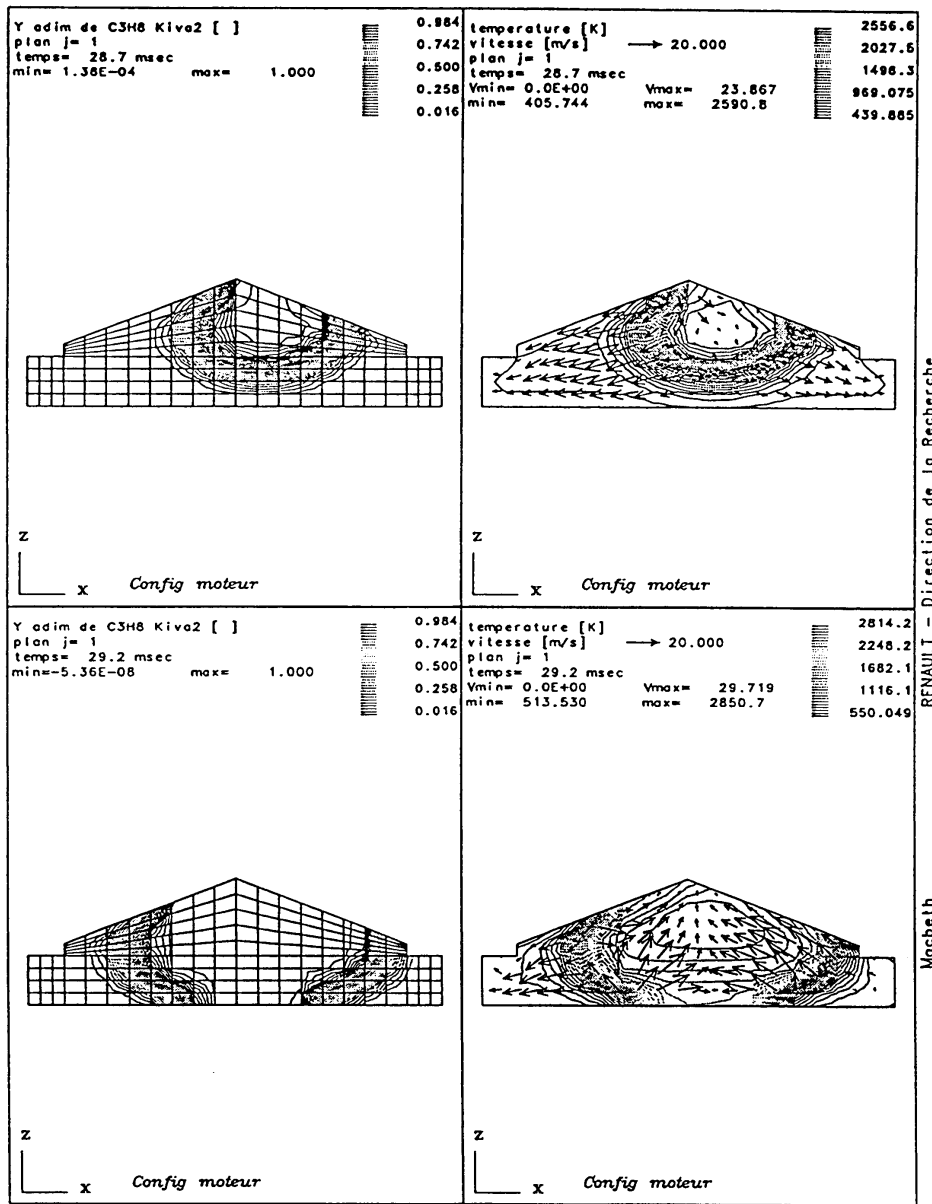 Y adim de C3H8 Kiva2 [ ]
plan j= 1
temps= 28.7 msec
min= 1.36E-04 max= 1.000
0.984
0.742
0.500
0.258
0.016
z
x
Config moteur
temperature [K]
vitesse [m/s] → 20.000
plan j= 1
temps= 28.7 msec
Vmin= 0.0E+00 Vmax= 23.867
min= 405.744 max= 2590.8
2556.6
2027.5
1498.3
969.075
439.885
z
x
Config moteur
Y adim de C3H8 Kiva2 [ ]
plan j= 1
temps= 29.2 msec
min=-5.36E-08 max= 1.000
0.984
0.742
0.500
0.258
0.016
z
x
Config moteur
temperature [K]
vitesse [m/s] → 20.000
plan j= 1
temps= 29.2 msec
Vmin= 0.0E+00 Vmax= 29.719
min= 513.530 max= 2850.7
2814.2
2248.2
1682.1
1116.1
550.049
z
x
Config moteur
RENAULT - Direction de la Recherche
Macbeth